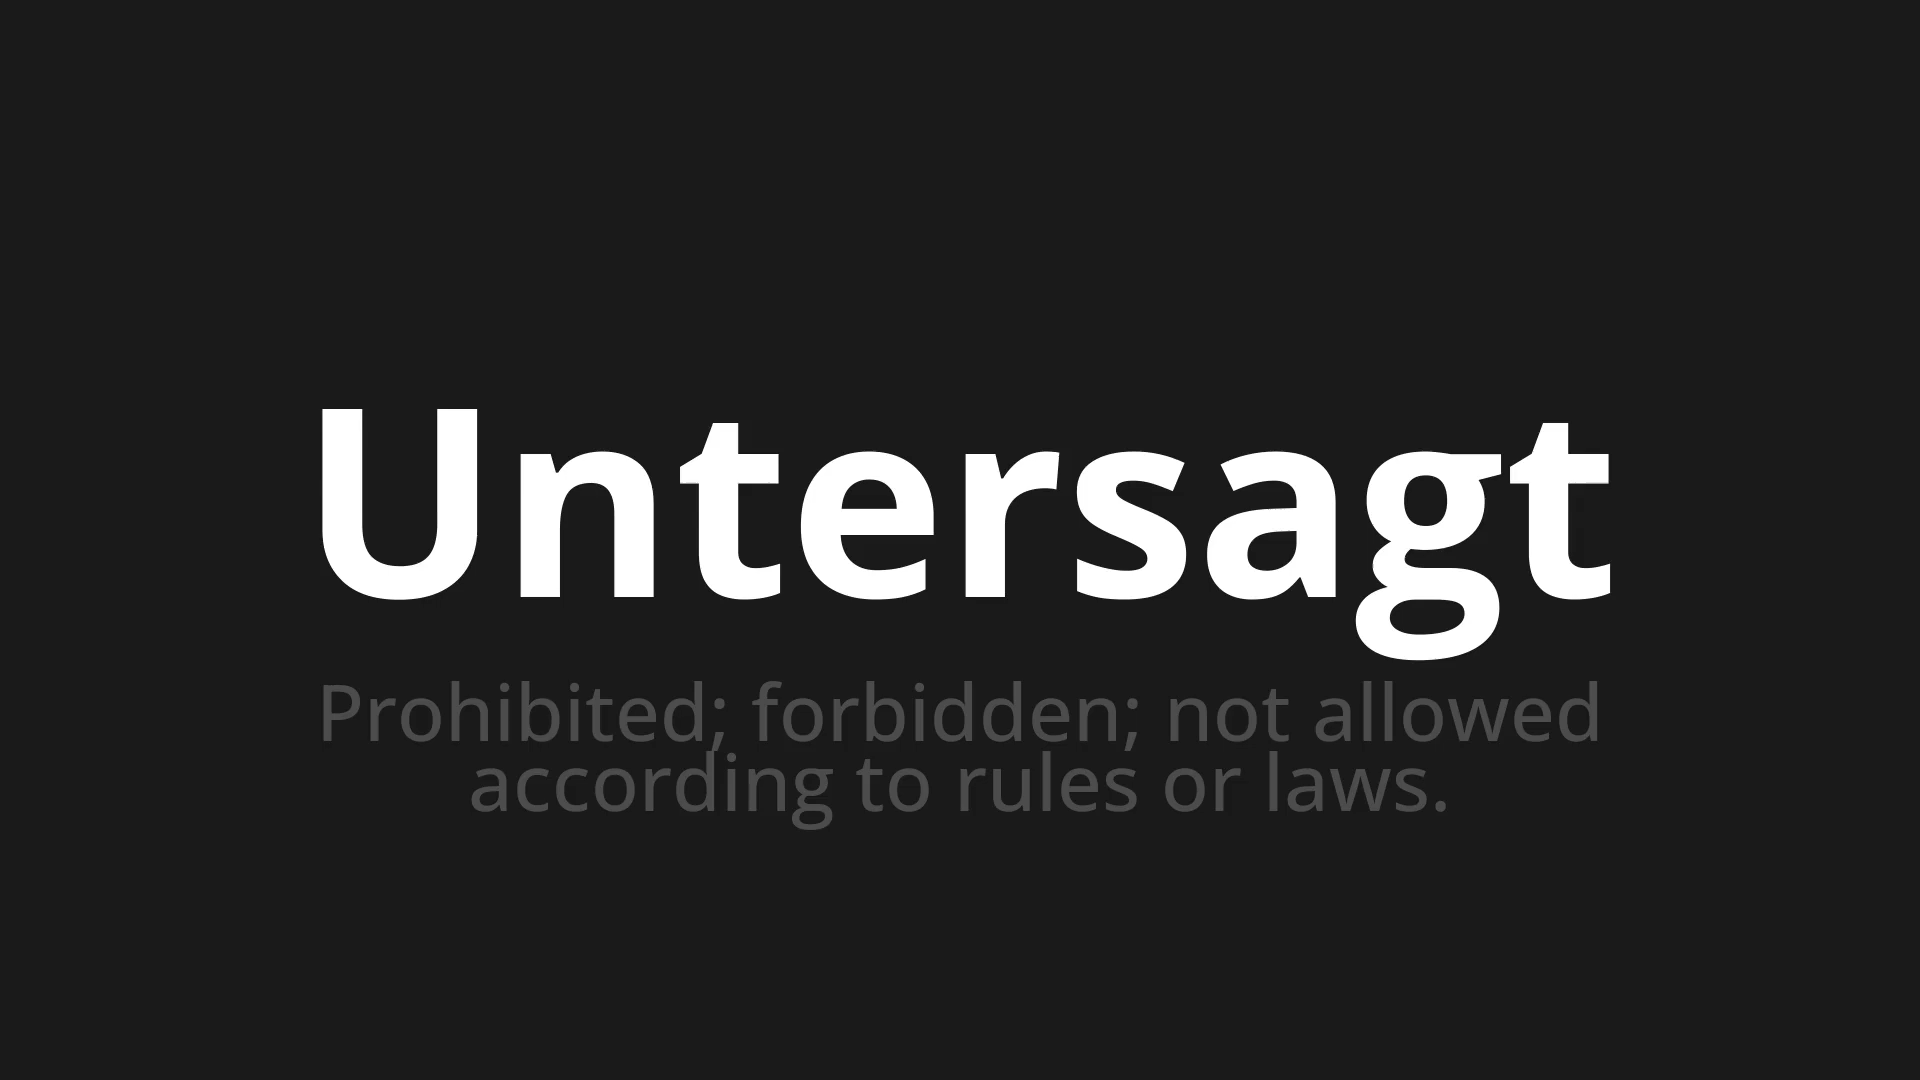 Untersagt
Prohibited; forbidden; not allowed
according to rules or laws.